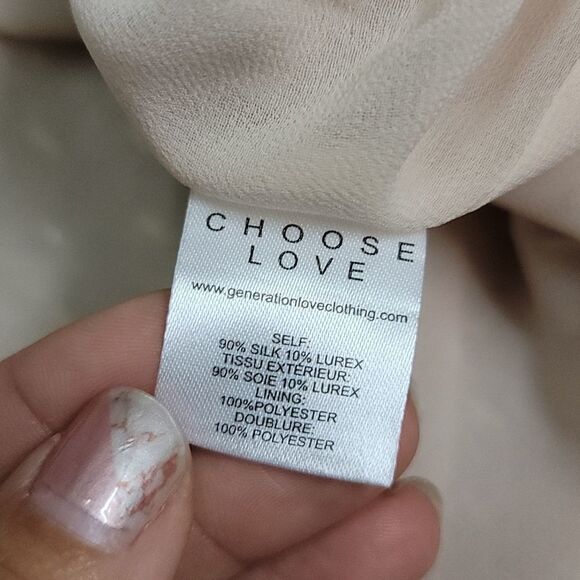 CHOOSE
LOVE
www.generationloveclothing.com
SELF:
90% SILK 10% LUREX
TISSU EXTÉRIEUR:
90% SOIE 10% LUREX
LINING:
100%POLYESTER
DOUBLURE:
100% POLYESTER